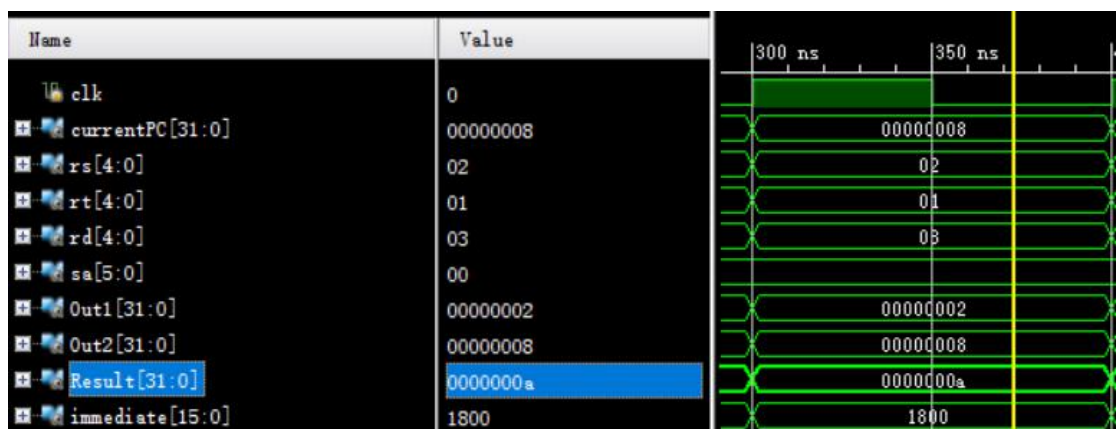 Name Value 300 ns 350 ns
clk 0
currentPC[31:0] 00000008 00000008
rs[4:0] 02 02
rt[4:0] 01 01
rd[4:0] 03 03
sa[5:0] 00
Out1[31:0] 00000002 00000002
Out2[31:0] 00000008 00000008
Result[31:0] 0000000a 0000000a
immediate[15:0] 1800 1800